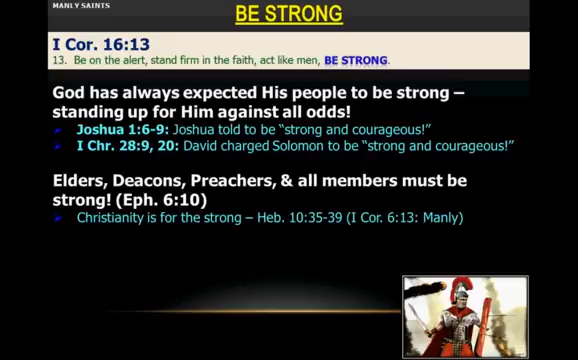 MANLY SAINTS
BE STRONG
I Cor. 16:13
13. Be on the alert, stand firm in the faith, act like men, BE STRONG.
God has always expected His people to be strong –
standing up for Him against all odds!
Joshua 1:6-9: Joshua told to be “strong and courageous!”
I Chr. 28:9, 20: David charged Solomon to be “strong and courageous!”
Elders, Deacons, Preachers, & all members must be
strong! (Eph. 6:10)
Christianity is for the strong – Heb. 10:35-39 (I Cor. 6:13: Manly)